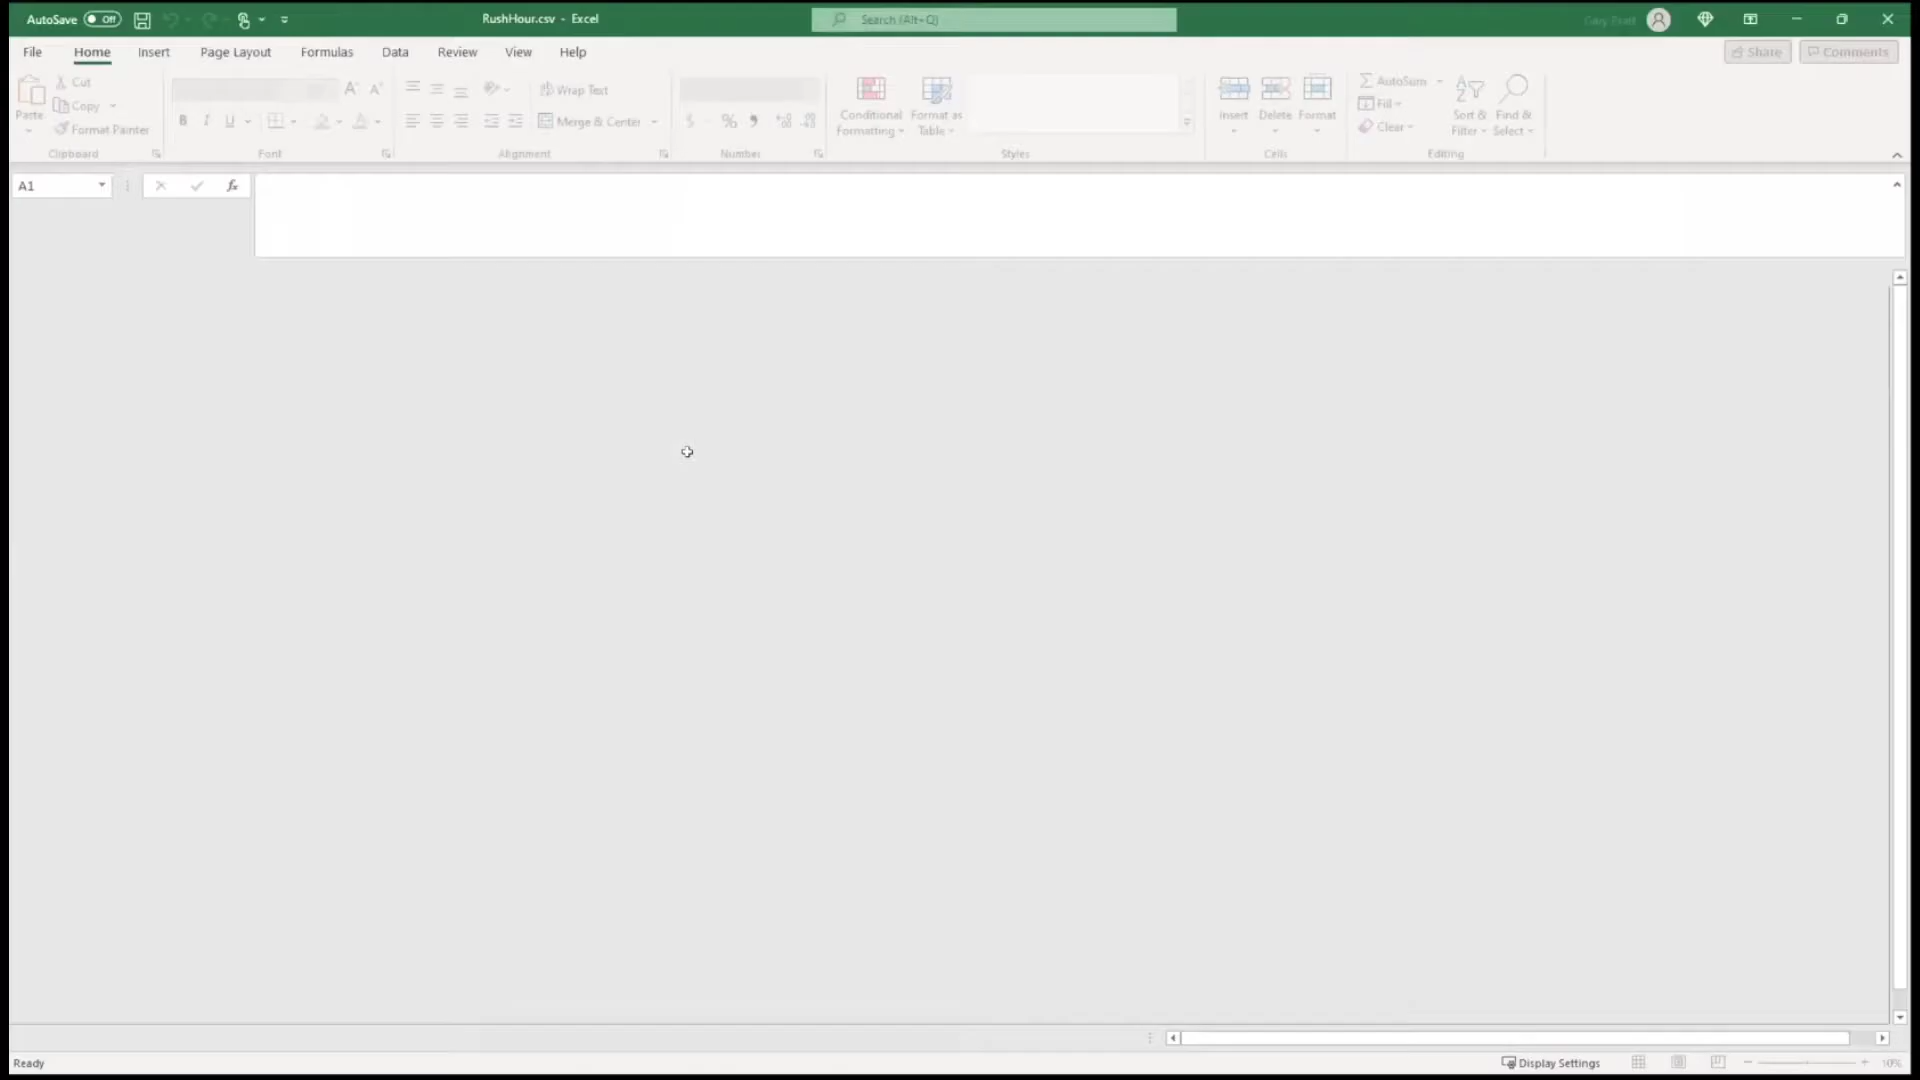 AutoSave Off RushHour.csv - Excel Search (Alt+Q)
File Home Insert Page Layout Formulas Data Review View Help Share Comments
Paste
Cut
Copy
Format Painter
Clipboard
B I U
Font
Wrap Text
Merge & Center
Alignment
$ % ,
Number
Conditional
Formatting
Format as
Table
Styles
Insert Delete Format
Cells
AutoSum
Fill
Clear
Sort &
Filter
Find &
Select
Editing
A1 fx
Ready Display Settings 10%